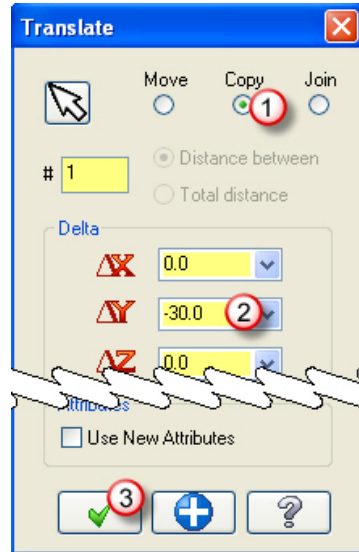 Translate
Move Copy Join
1
# 1
Distance between
Total distance
Delta
ΔX 0.0
ΔY -30.0 2
ΔZ 0.0
Attributes
Use New Attributes
3
?